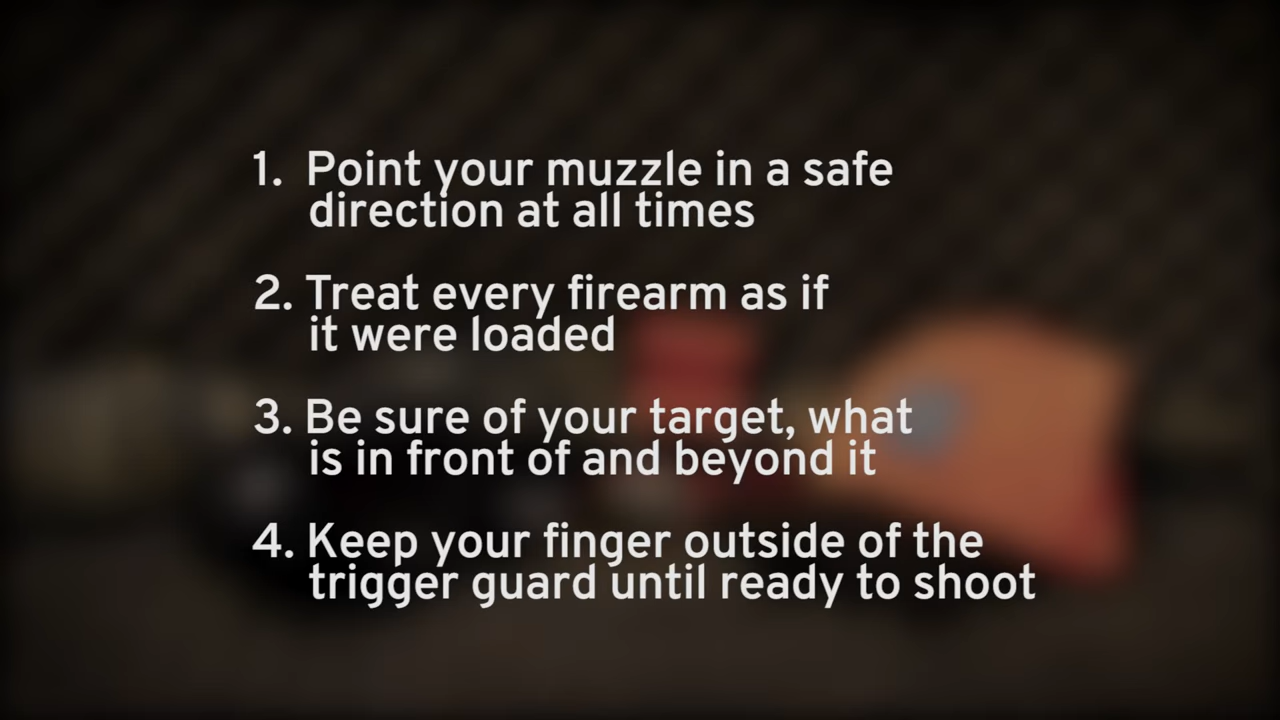 1. Point your muzzle in a safe
direction at all times
2. Treat every firearm as if
it were loaded
3. Be sure of your target, what
is in front of and beyond it
4. Keep your finger outside of the
trigger guard until ready to shoot